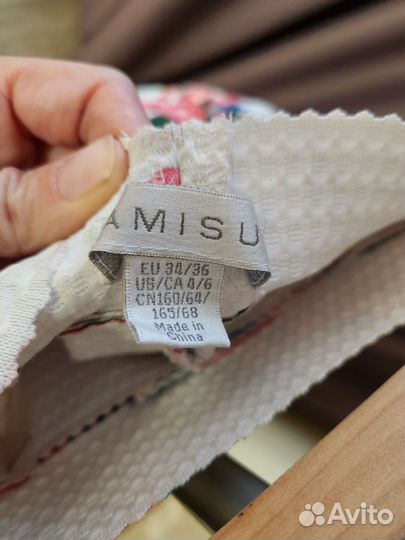 AMISU
EU 34/36
US/CA 4/6
CN160/64/
165/68
Made in
China
Avito